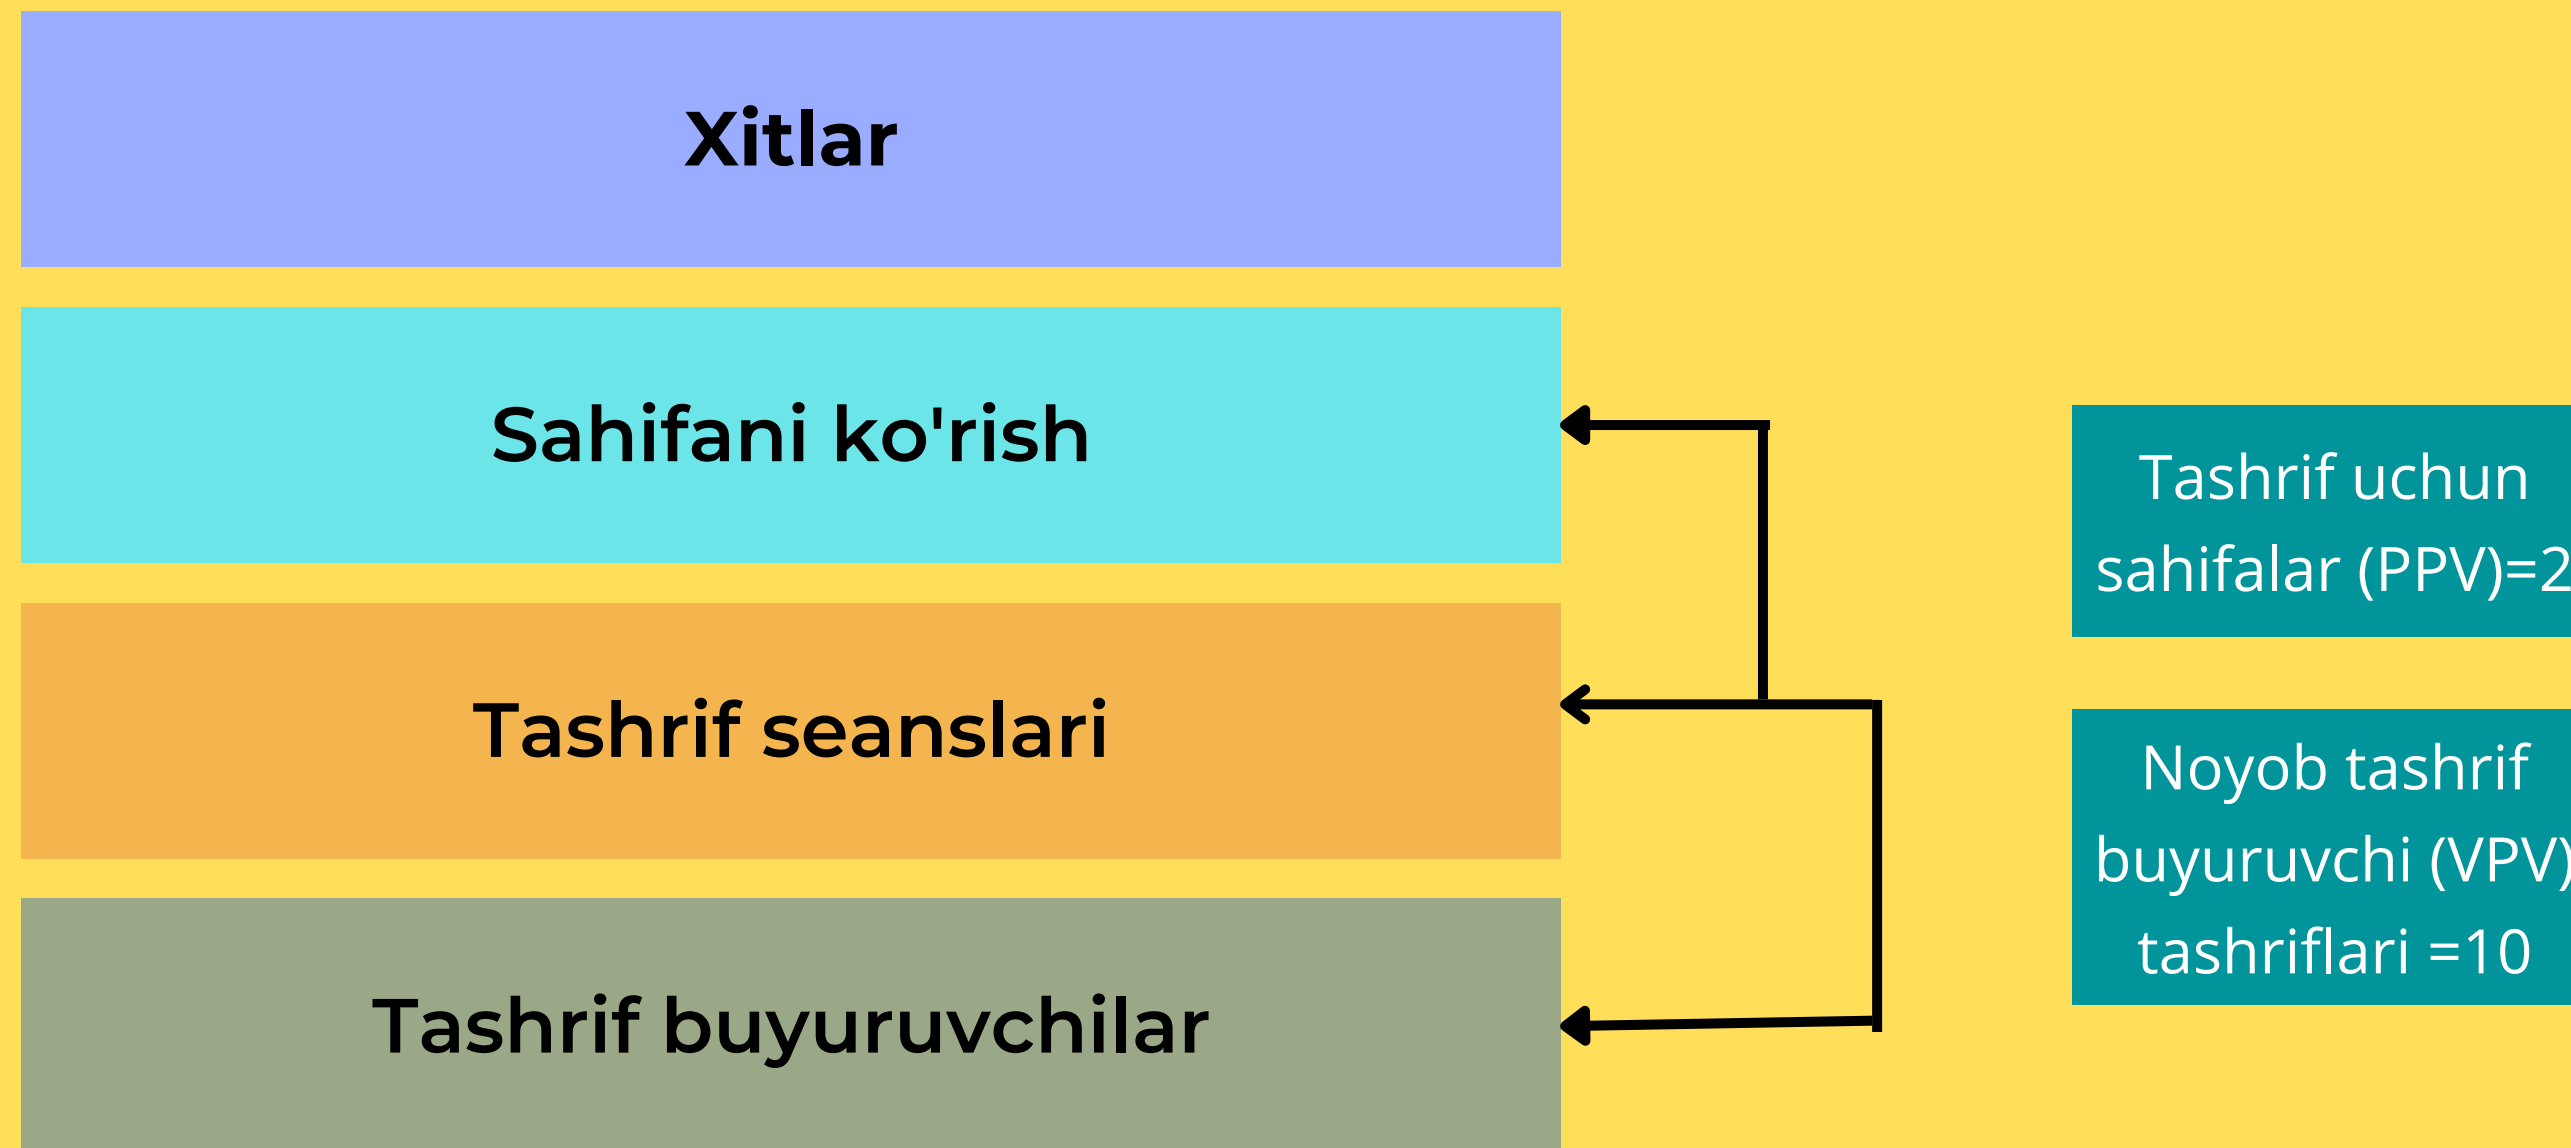 Xitlar
Sahifani ko'rish
Tashrif seanslari
Tashrif buyuruvchilar
Tashrif uchun
sahifalar (PPV)=2
Noyob tashrif
buyuruvchi (VPV)
tashriflari =10